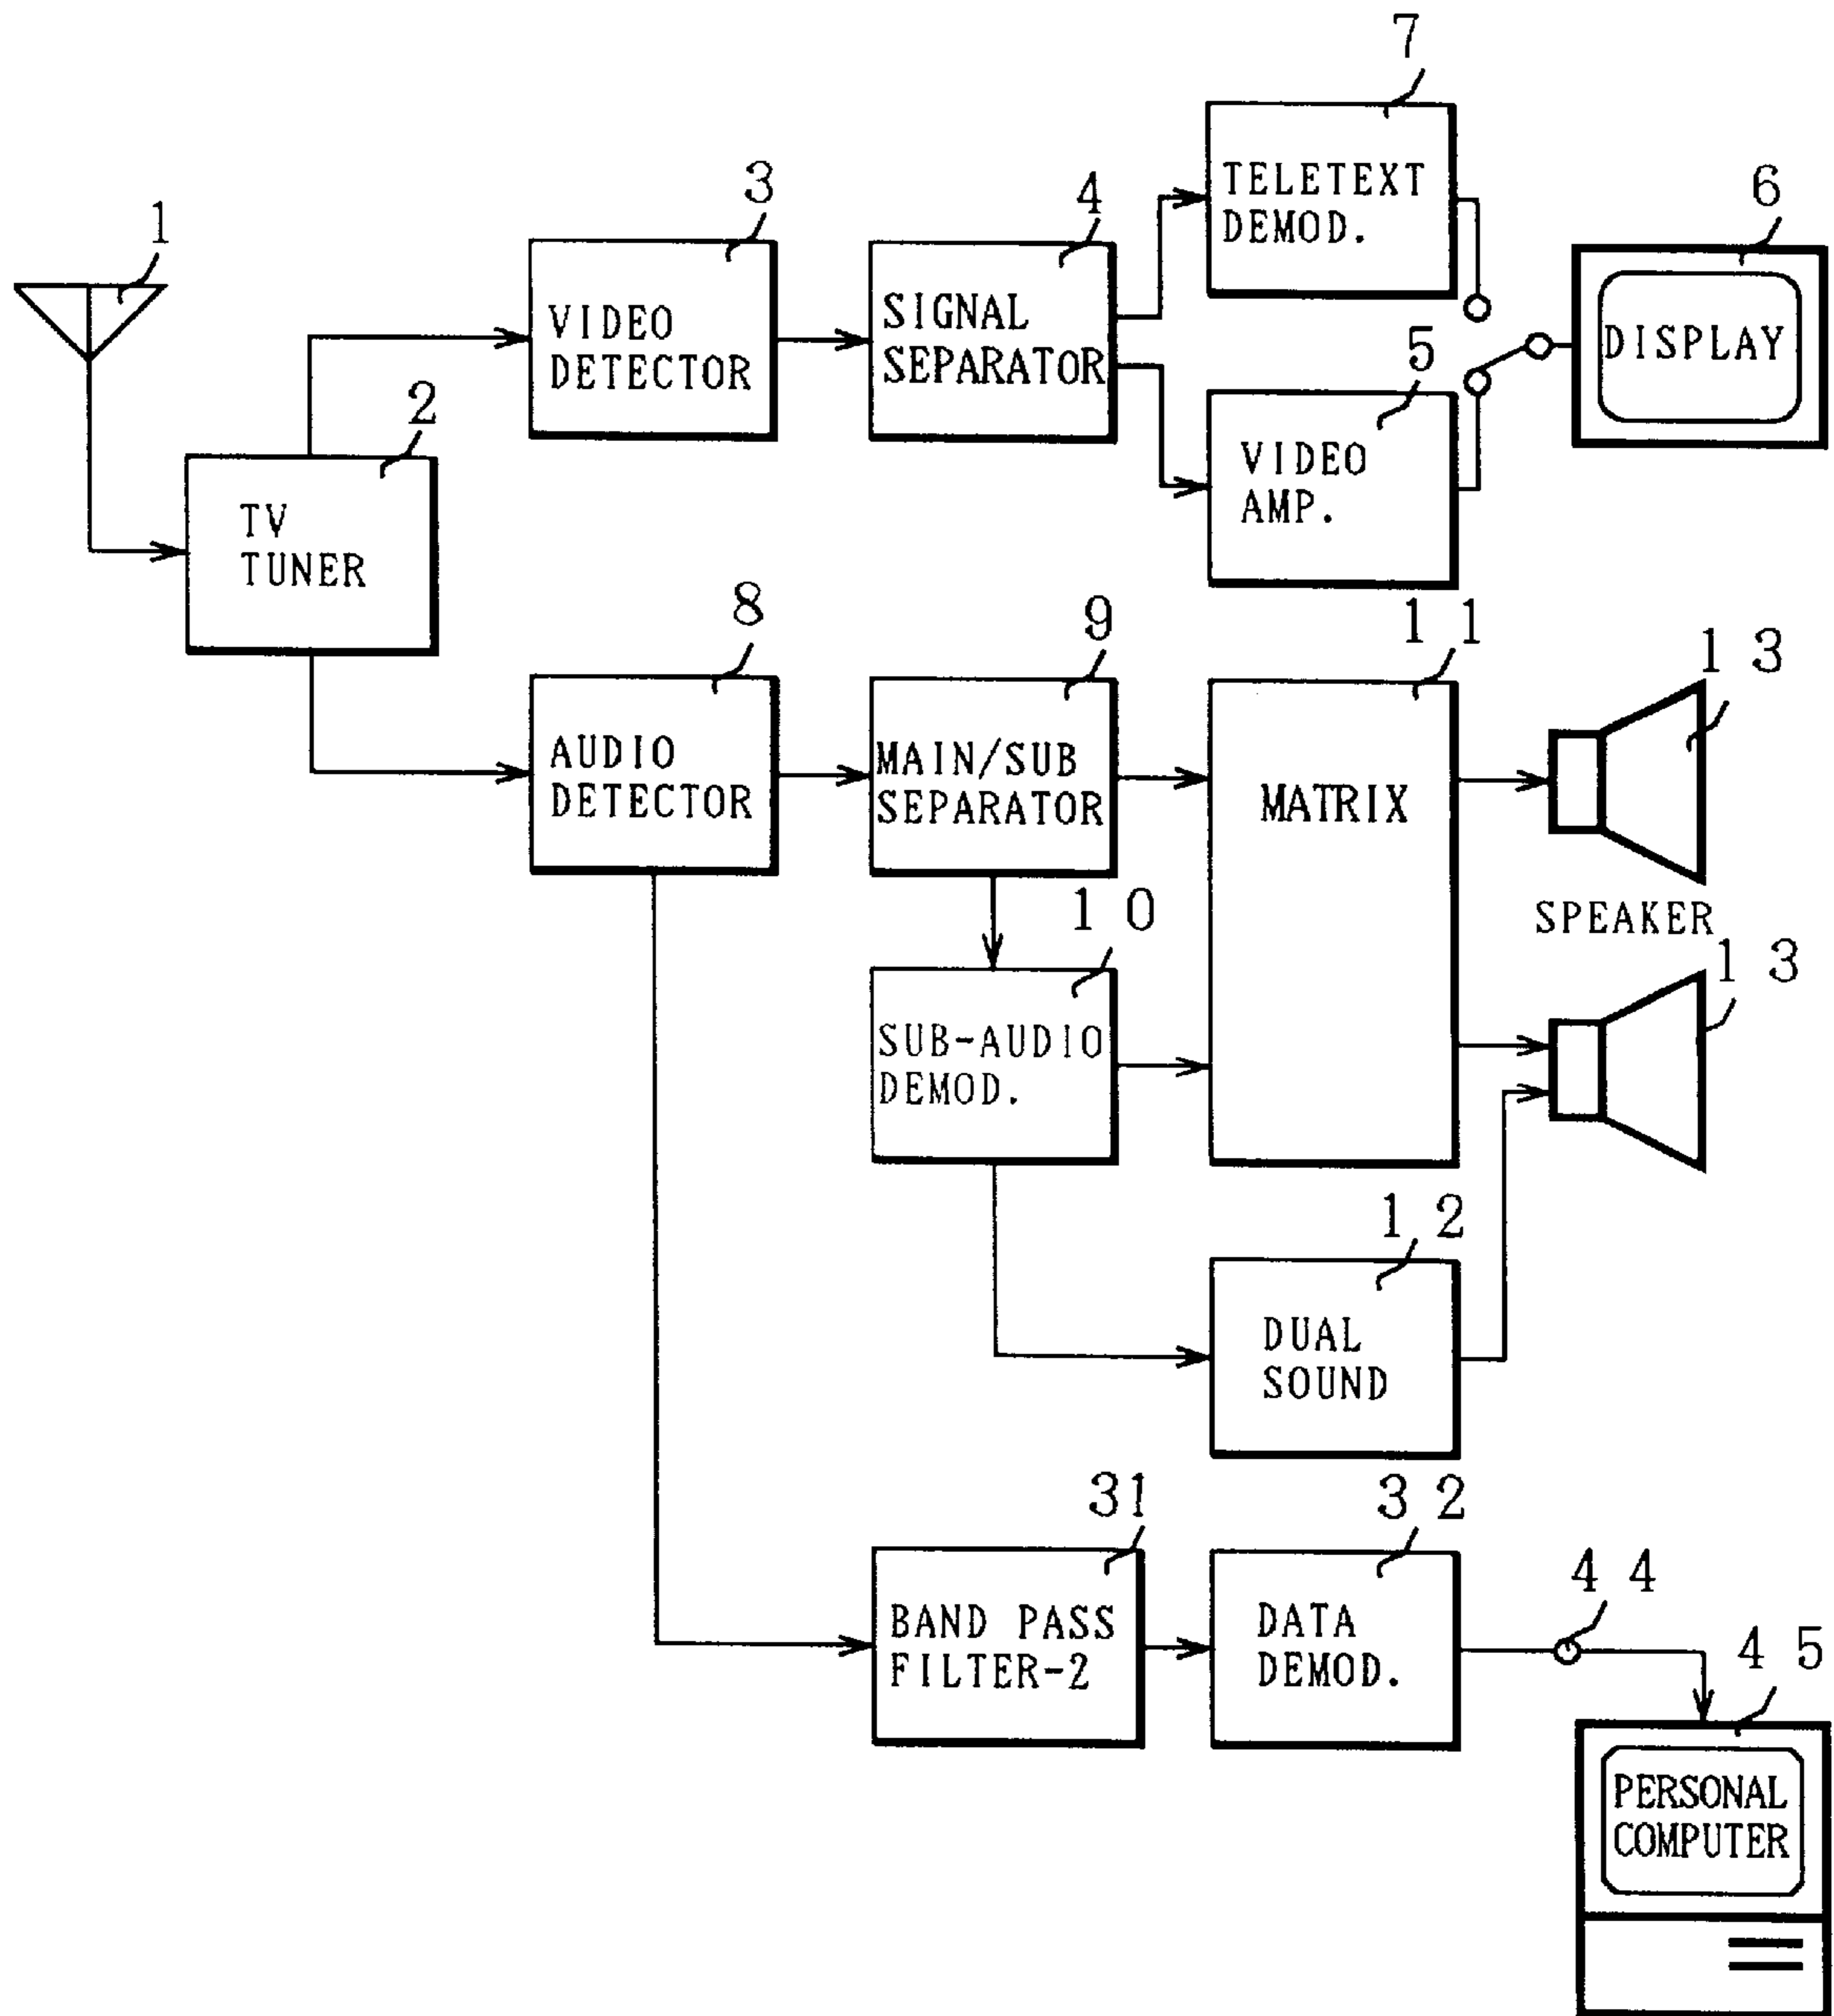 7
TELETEXT
DEMOD.
3
4
6
1
VIDEO
DETECTOR
SIGNAL
SEPARATOR
DISPLAY
5
VIDEO
AMP.
2
TV
TUNER
8
AUDIO
DETECTOR
9
MAIN/SUB
SEPARATOR
1 1
MATRIX
1 3
SPEAKER
1 3
1 0
SUB-AUDIO
DEMOD.
1 2
DUAL
SOUND
31
BAND PASS
FILTER-2
3 2
DATA
DEMOD.
4 4
4 5
PERSONAL
COMPUTER